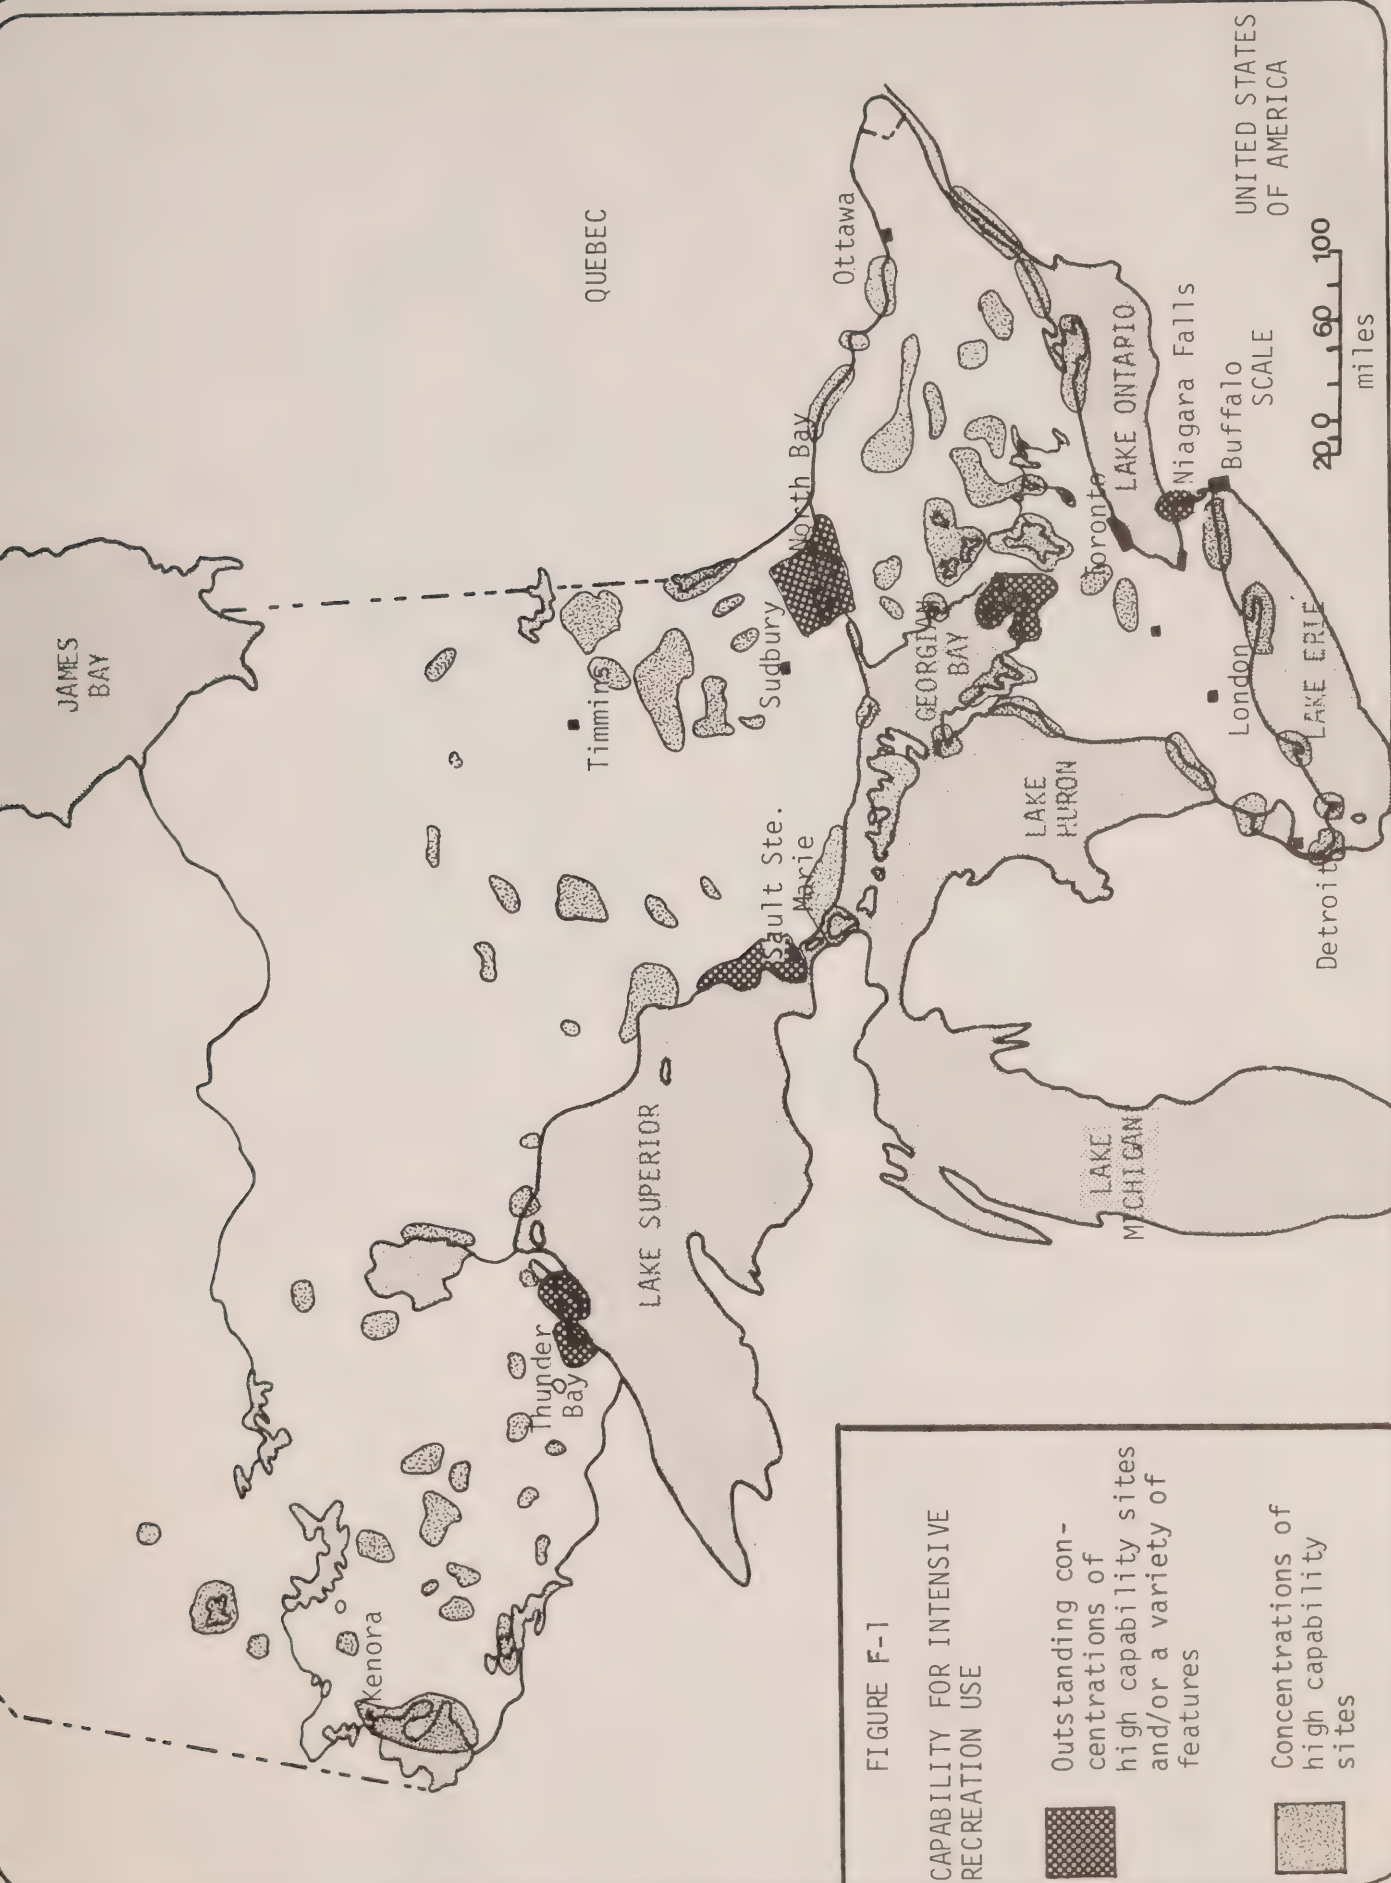 JAMES
BAY
QUEBEC
Timmins
Sudbury
North Bay
Ottawa
Sault Ste.
Marie
GEORGIAN
BAY
Toronto
LAKE ONTARIO
Niagara Falls
Buffalo
UNITED STATES
OF AMERICA
SCALE
20 0 60 100
miles
London
LAKE ERIE
LAKE
HURON
Detroit
LAKE
MICHIGAN
LAKE SUPERIOR
Thunder
Bay
Kenora
FIGURE F-1
CAPABILITY FOR INTENSIVE
RECREATION USE
Outstanding con-
centrations of
high capability sites
and/or a variety of
features
Concentrations of
high capability
sites